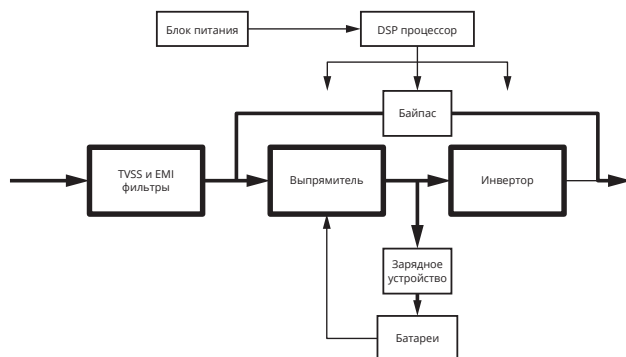 Блок питания
DSP процессор
Байпас
TVSS и EMI
фильтры
Выпрямитель
Инвертор
Зарядное
устройство
Батареи